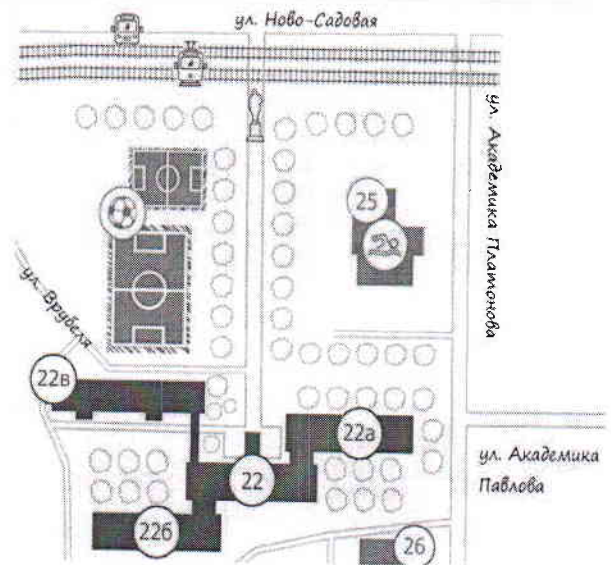 ул. Ново-Садовая
ул. Академика Платонова
25
ул. Врубеля
22в
22а
ул. Академика
Павлова
22
22б
26